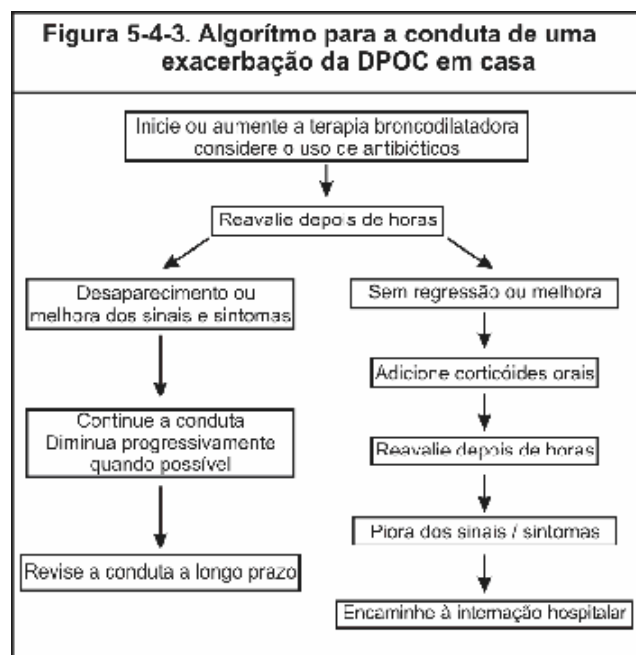 Figura 5-4-3. Algorítmo para a conduta de uma
exacerbação da DPOC em casa
Inicie ou aumente a terapia broncodilatadora
considere o uso de antibióticos
Reavalie depois de horas
Desaparecimento ou
melhora dos sinais e sintomas
Sem regressão ou melhora
Adicione corticóides orais
Continue a conduta
Diminua progressivamente
quando possível
Reavalie depois de horas
Piora dos sinais / sintomas
Revise a conduta a longo prazo
Encaminhe à internação hospitalar